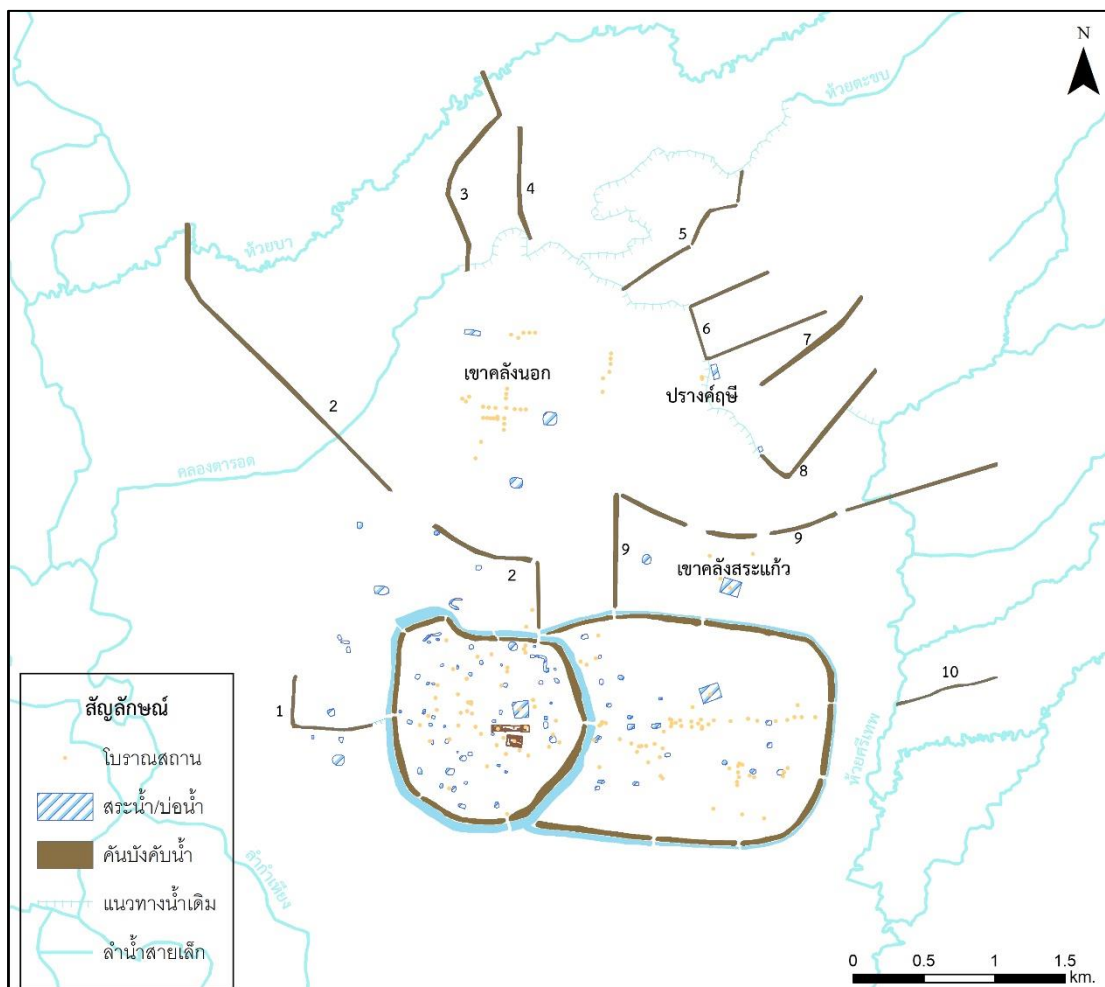 N
ห้วยตะขบ
3
4
ห้วยบา
5
6
7
เขาคลังนอก
ปรางค์ฤๅษี
2
คลองตารอด
8
9
9
เขาคลังสระแก้ว
2
10
1
ห้วยศรีเทพ
ลำกำเทียง
สัญลักษณ์
โบราณสถาน
สระน้ำ/บ่อน้ำ
คันบังคับน้ำ
แนวทางน้ำเดิม
ลำน้ำสายเล็ก
0 0.5 1 1.5
km.